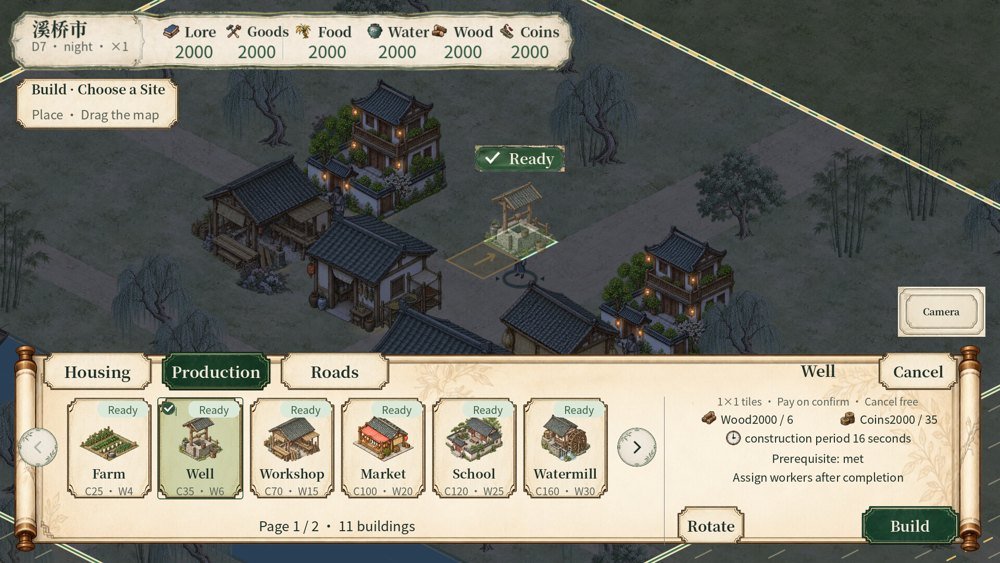 溪桥市
D7 • night • ×1
Lore Goods Food Water Wood Coins
2000 2000 2000 2000 2000 2000
Build · Choose a Site
Place • Drag the map
Ready
Camera
Housing
Production
Roads
Well
Cancel
Ready
Farm
C25 • W4
Ready
Well
C35 • W6
Ready
Workshop
C70 • W15
Ready
Market
C100 • W20
Ready
School
C120 • W25
Ready
Watermill
C160 • W30
Page 1 / 2 • 11 buildings
1×1 tiles • Pay on confirm • Cancel free
Wood2000 / 6 Coins2000 / 35
construction period 16 seconds
Prerequisite: met
Assign workers after completion
Rotate
Build